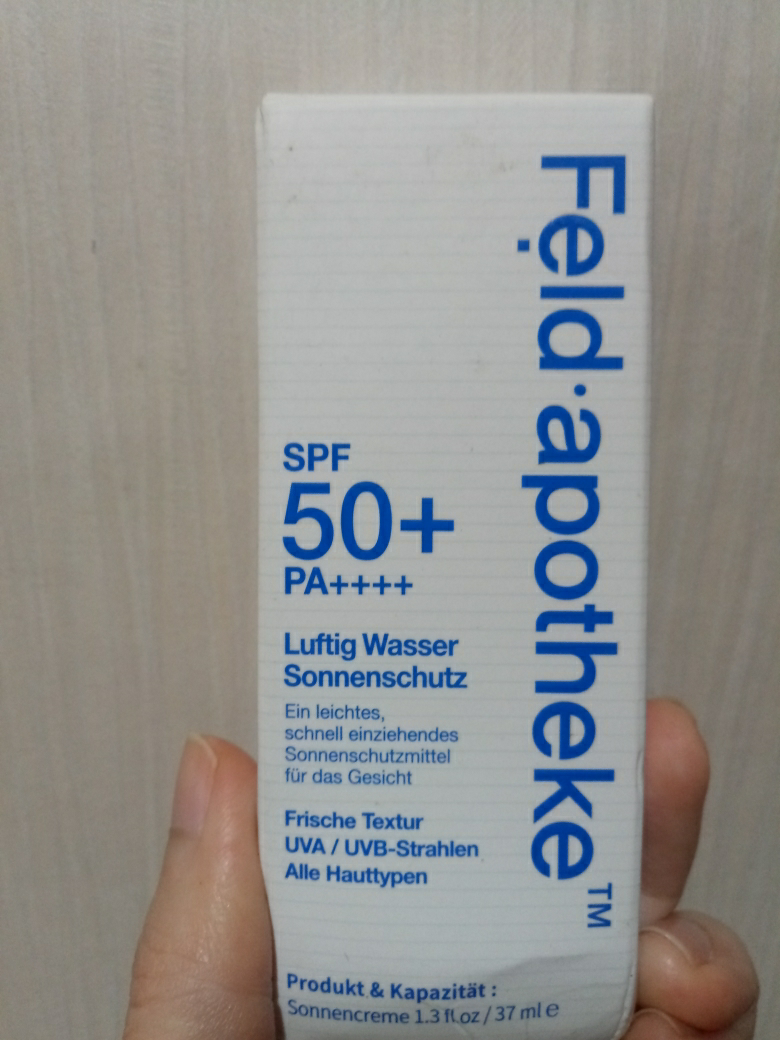 Fẹld·apotheke™
SPF
50+
PA++++
Luftig Wasser
Sonnenschutz
Ein leichtes,
schnell einziehendes
Sonnenschutzmittel
für das Gesicht
Frische Textur
UVA / UVB-Strahlen
Alle Hauttypen
Produkt & Kapazität :
Sonnencreme 1.3 fl oz / 37 ml e